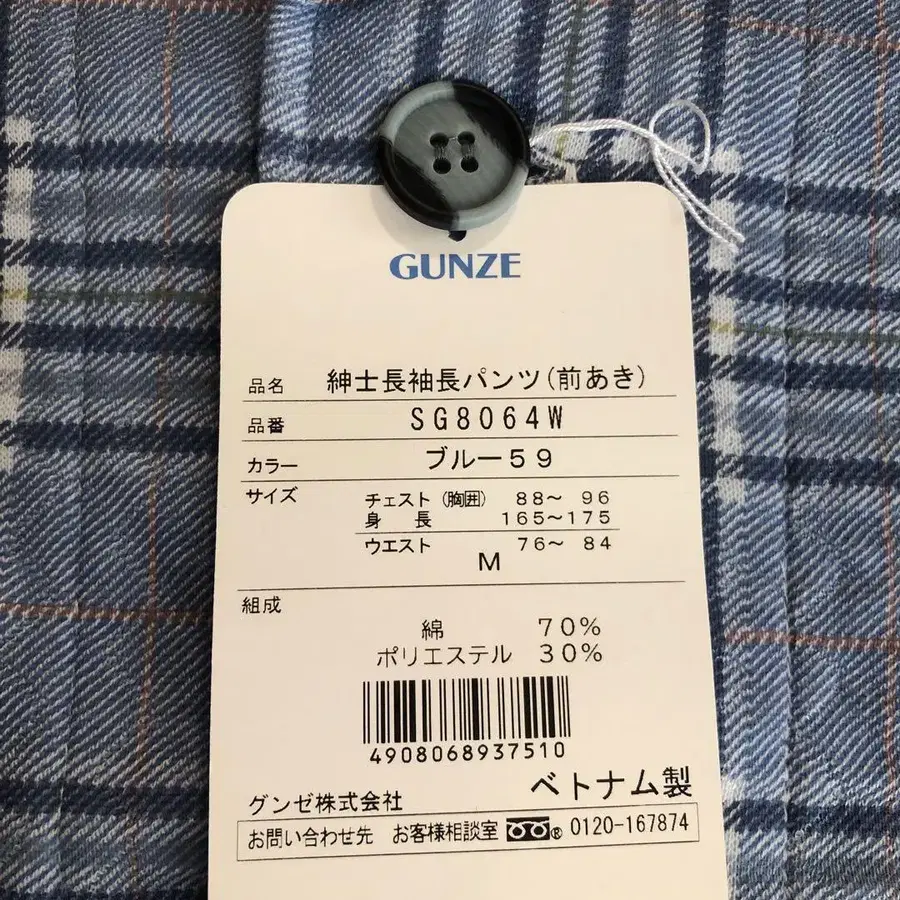 GUNZE
品名 紳士長袖長パンツ(前あき)
品番 SG8064W
カラー ブルー59
サイズ チェスト(胸囲) 88～ 96
身 長 165～175
ウエスト 76～ 84
M
組成
綿 70%
ポリエステル 30%
4908068937510
ベトナム製
グンゼ株式会社
お問い合わせ先 お客様相談室 ® 0120-167874